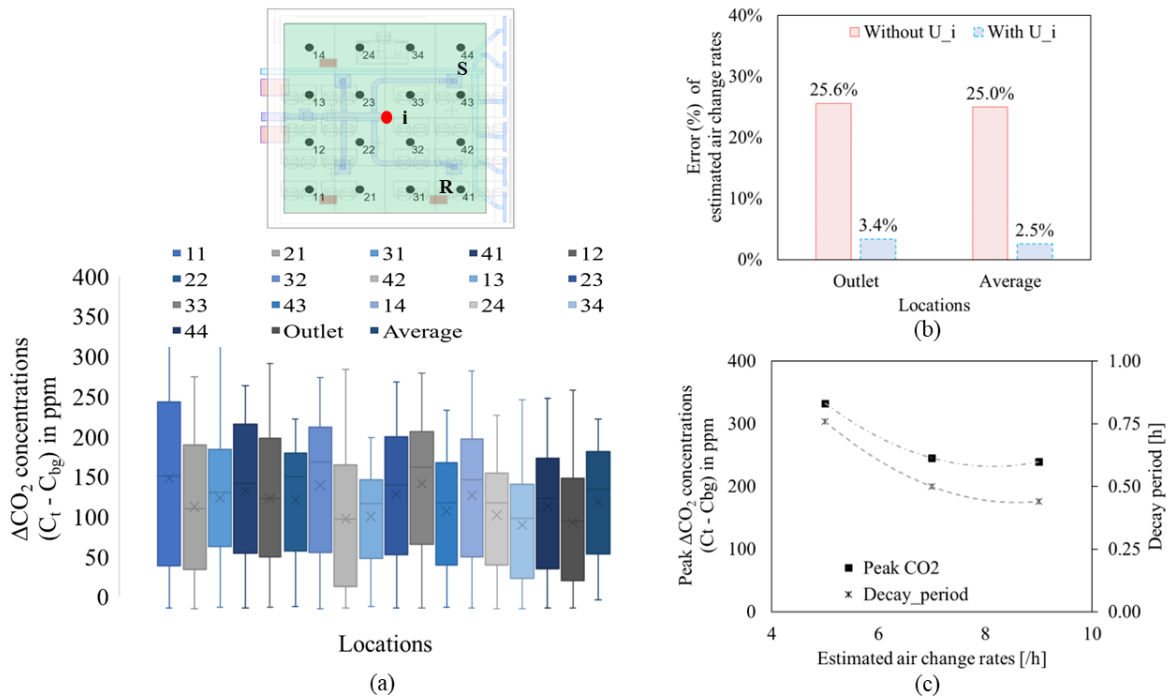 14 24 34 44
S
13 23 33 43
i
12 22 32 42
R
11 21 31 41
11 21 31 41 12
22 32 42 13 23
33 43 14 24 34
44 Outlet Average
400
350
300
250
200
150
100
50
0
ΔCO₂ concentrations
(Cₜ - C_bg) in ppm
Locations
(a)
40%
30%
20%
10%
0%
Error (%) of
estimated air change rates
Without U_i With U_i
25.6% 25.0%
3.4% 2.5%
Outlet Average
Locations
(b)
400
300
200
100
0
Peak ΔCO₂ concentrations
(Ct - Cbg) in ppm
1.00
0.75
0.50
0.25
0.00
Decay period [h]
Peak CO2
Decay_period
4 6 8 10
Estimated air change rates [/h]
(c)